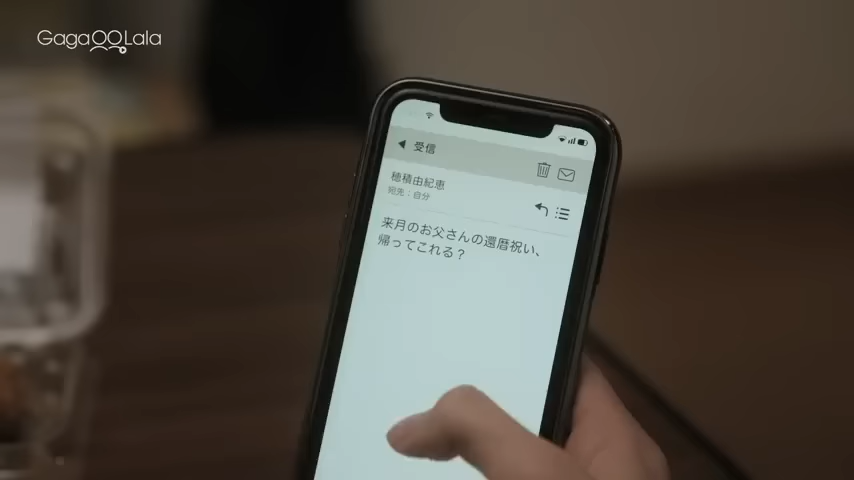 GagaOOLala
受信
穂積由紀恵
宛先：自分
来月のお父さんの還暦祝い、
帰ってこれる？